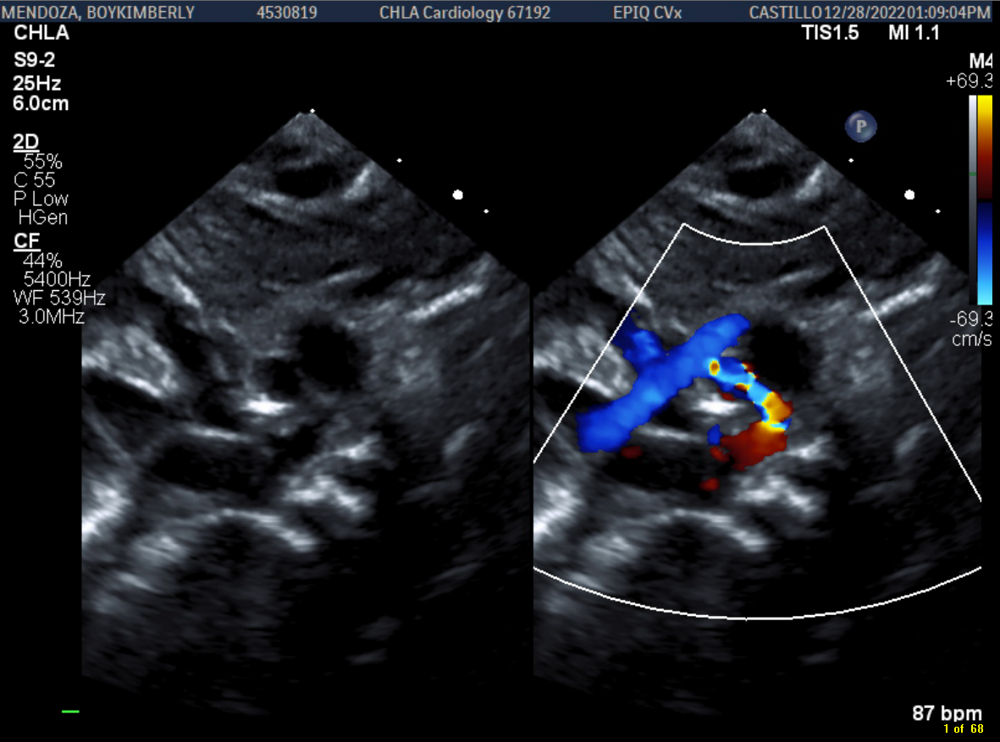 MENDOZA, BOYKIMBERLY 4530819 CHLA Cardiology 67192 EPIQ CVx CASTILLO12/28/202201:09:04PM
CHLA TIS1.5 MI 1.1
S9-2
25Hz
6.0cm
2D
55%
C 55
P Low
HGen
CF
44%
5400Hz
WF 539Hz
3.0MHz
P
M4
+69.3
-69.3
cm/s
87 bpm
1 of 68